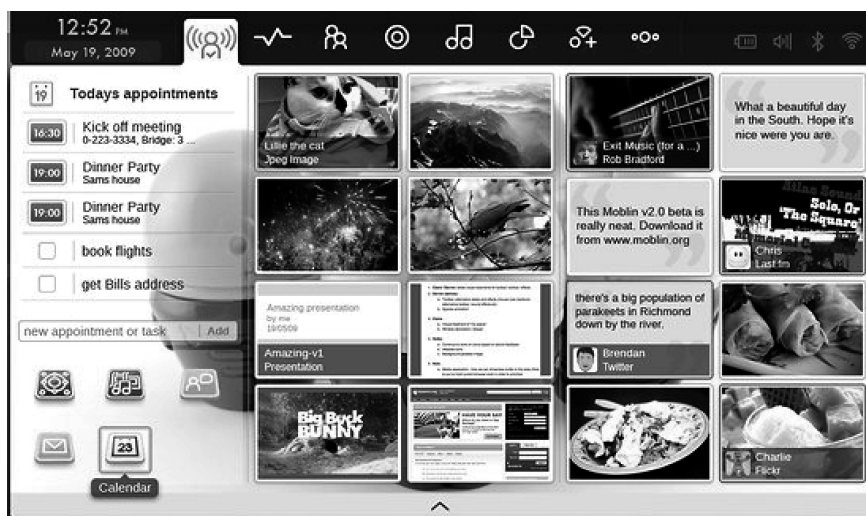 12:52 PM
May 19, 2009
19 Todays appointments
16:30 Kick off meeting
0-223-3334, Bridge: 3 ...
19:00 Dinner Party
Sams house
19:00 Dinner Party
Sams house
book flights
get Bills address
new appointment or task Add
23
Calendar
Lillie the cat
Jpeg Image
Exit Music (for a ...)
Rob Bradford
What a beautiful day
in the South. Hope it's
nice were you are.
This Moblin v2.0 beta is
really neat. Download it
from www.moblin.org
Atlas Sound
Solo, Or
'The Square'
Chris
Last fm
Amazing presentation
by me
19/05/09
Amazing-v1
Presentation
there's a big population of
parakeets in Richmond
down by the river.
Brendan
Twitter
Big Buck
BUNNY
HAVE YOUR SAY
Charlie
Flickr